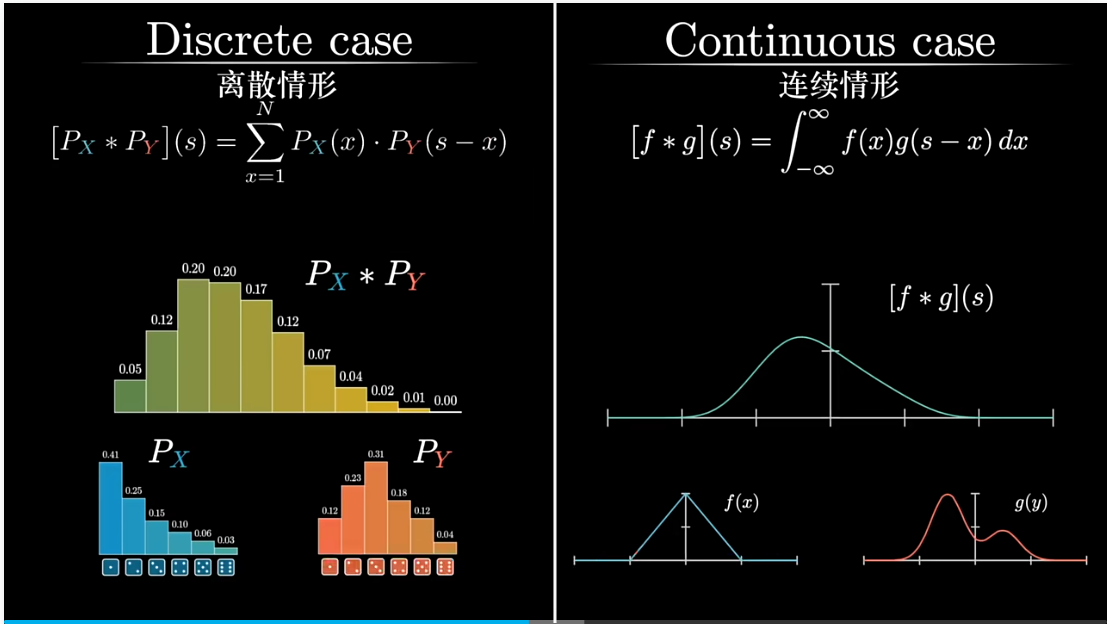 Discrete case
离散情形
[P_X * P_Y](s) = \sum_{x=1}^{N} P_X(x) · P_Y(s − x)
P_X * P_Y
0.05 0.12 0.20 0.20 0.17 0.12 0.07 0.04 0.02 0.01 0.00
P_X
0.41 0.25 0.15 0.10 0.06 0.03
P_Y
0.12 0.23 0.31 0.18 0.12 0.04
Continuous case
连续情形
[f * g](s) = \int_{-∞}^{∞} f(x)g(s − x) dx
[f * g](s)
f(x)
g(y)